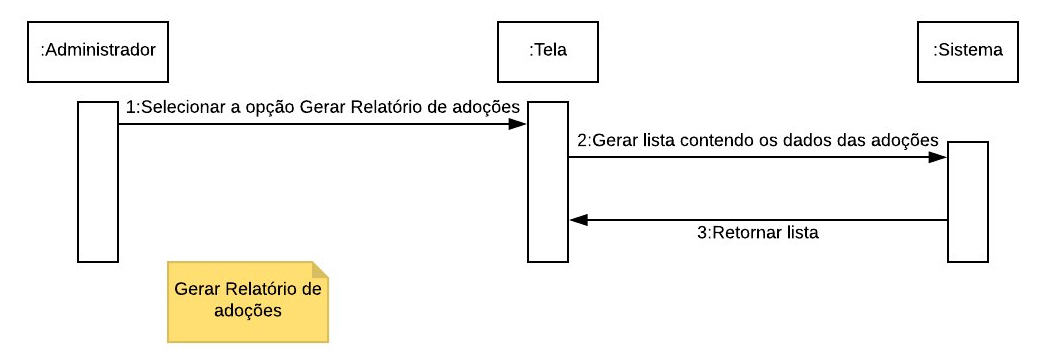 :Administrador
:Tela
:Sistema
1:Selecionar a opção Gerar Relatório de adoções
2:Gerar lista contendo os dados das adoções
3:Retornar lista
Gerar Relatório de
adoções